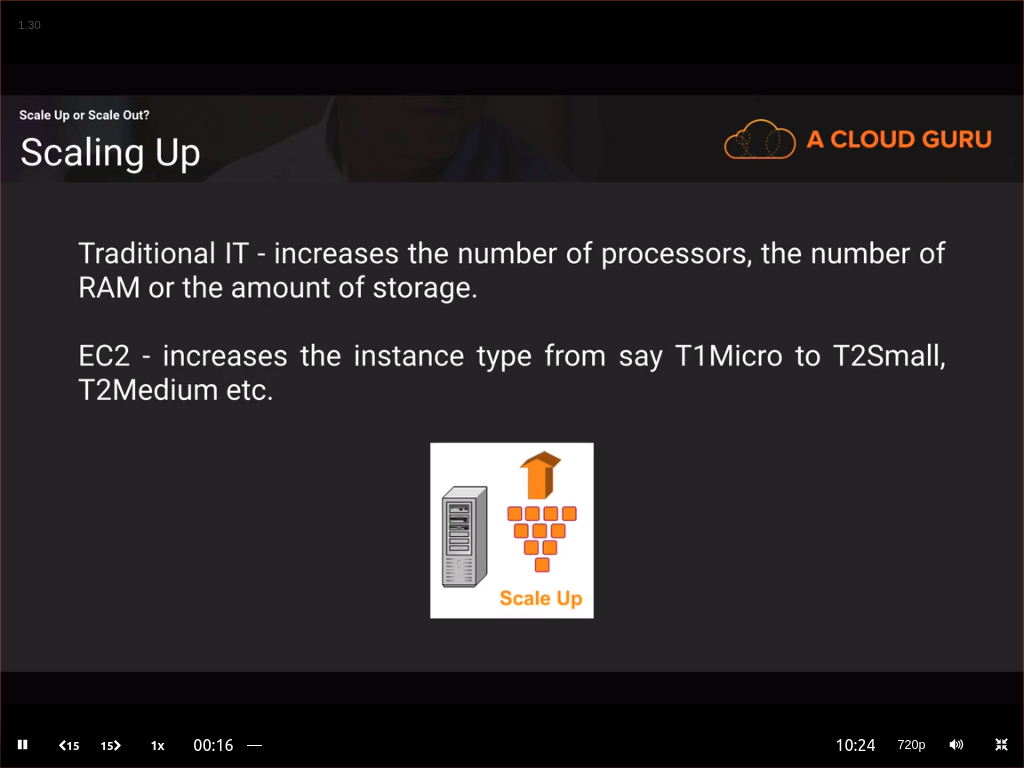 1.30
Scale Up or Scale Out?
Scaling Up
A CLOUD GURU
Traditional IT - increases the number of processors, the number of
RAM or the amount of storage.
EC2 - increases the instance type from say T1Micro to T2Small,
T2Medium etc.
Scale Up
15 15 1x 00:16 10:24 720p